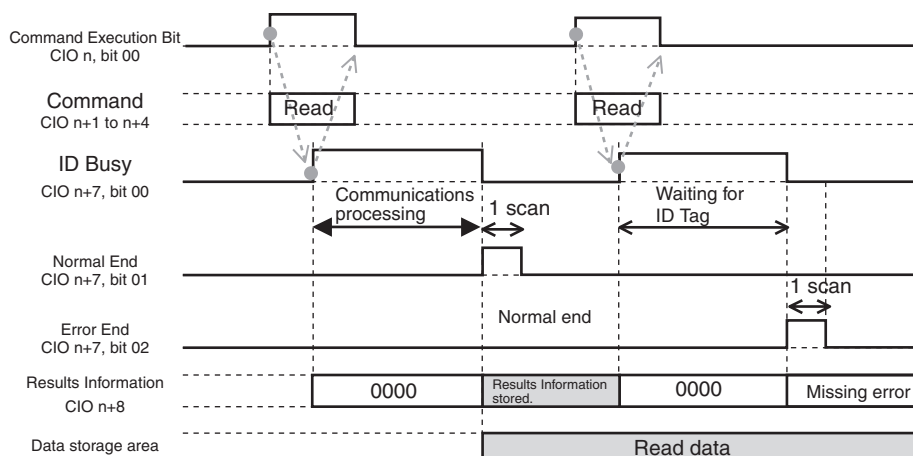 Command Execution Bit
CIO n, bit 00
Command
CIO n+1 to n+4
Read
Read
ID Busy
CIO n+7, bit 00
Communications
processing
1 scan
Waiting for
ID Tag
Normal End
CIO n+7, bit 01
1 scan
Normal end
Error End
CIO n+7, bit 02
Results Information
CIO n+8
0000
Results Information
stored.
0000
Missing error
Data storage area
Read data